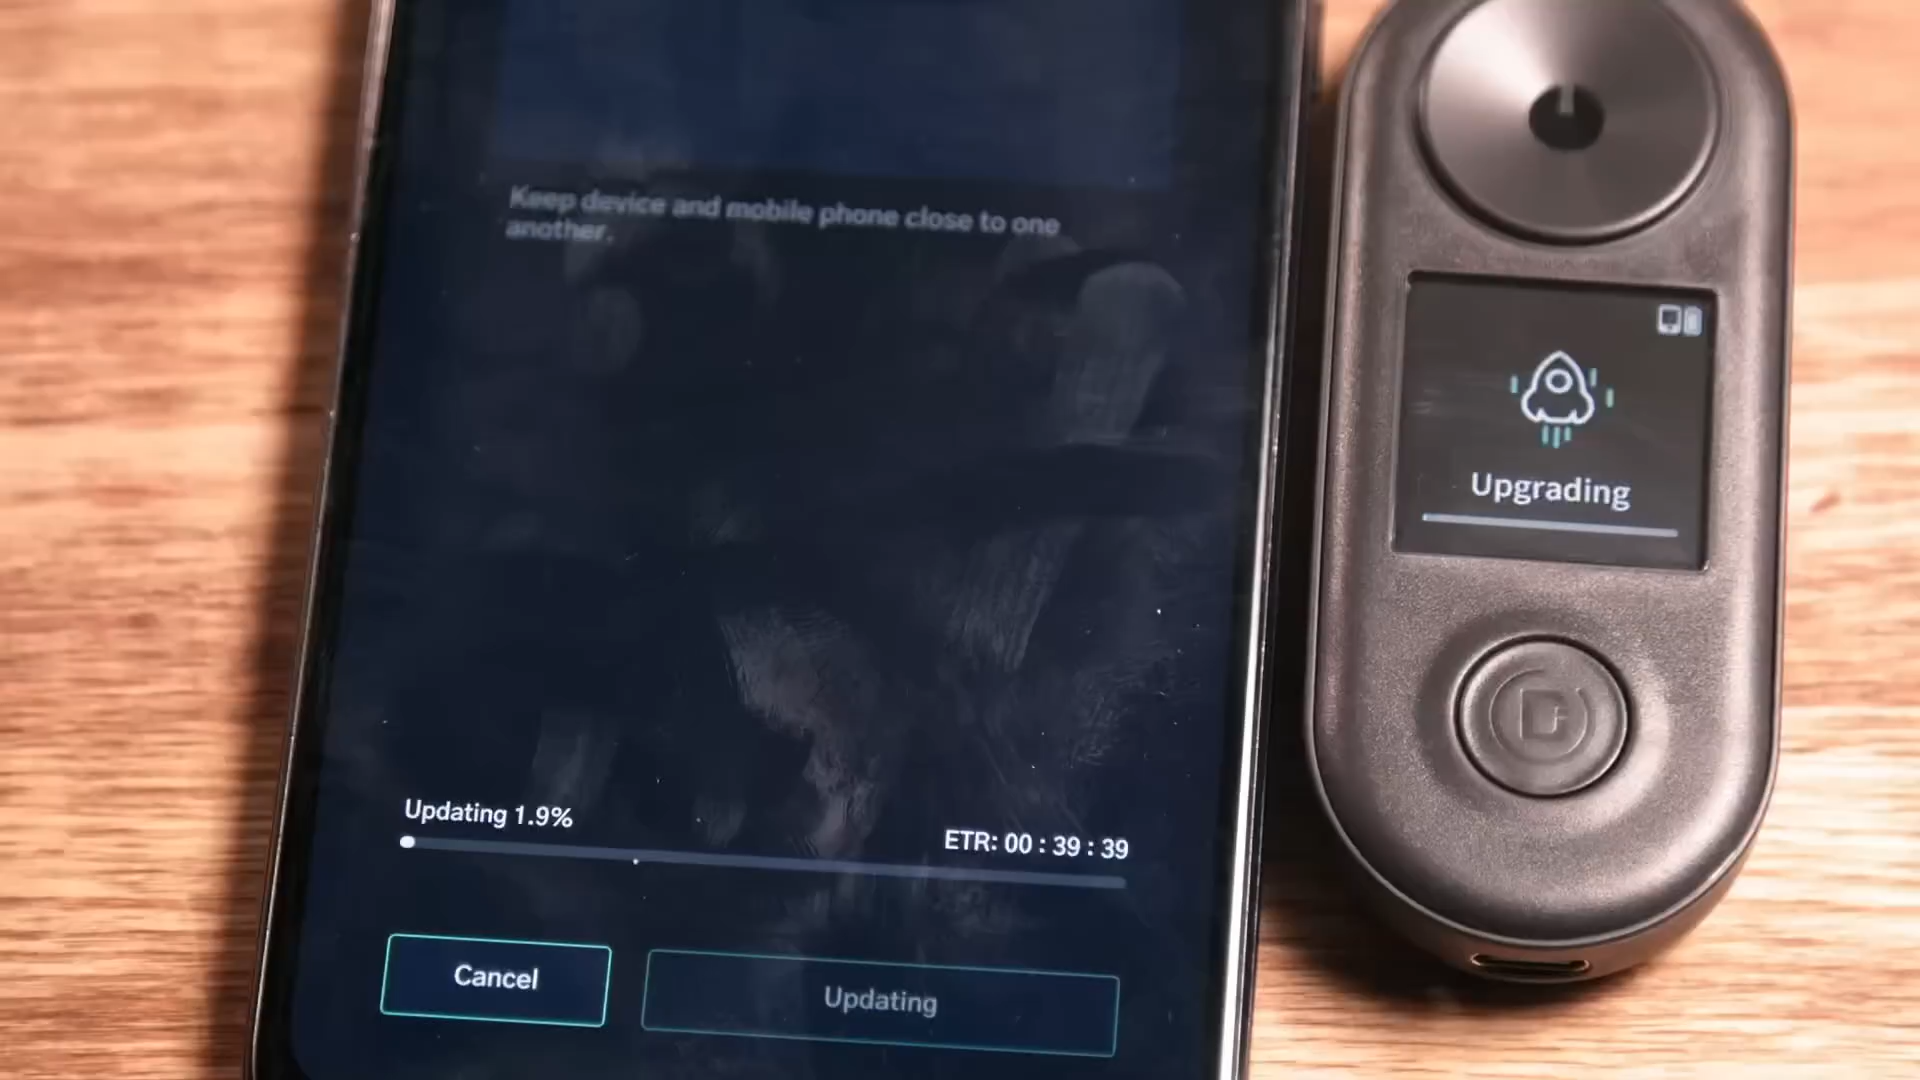 Keep device and mobile phone close to one
another.
Upgrading
Updating 1.9%
ETR: 00 : 39 : 39
Cancel
Updating